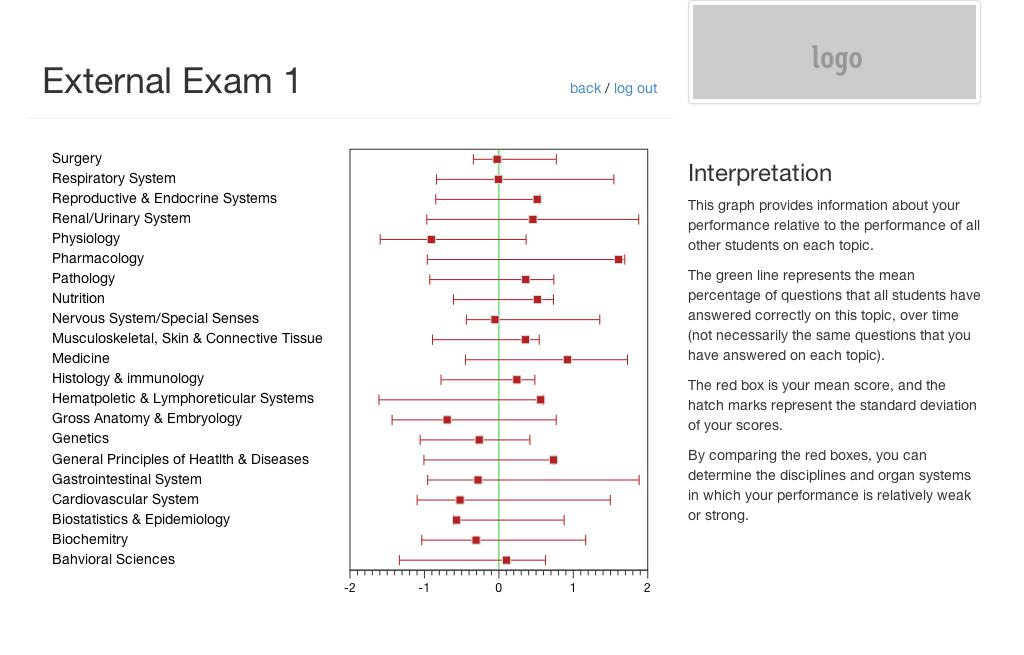 logo
External Exam 1
back / log out
Surgery
Respiratory System
Reproductive & Endocrine Systems
Renal/Urinary System
Physiology
Pharmacology
Pathology
Nutrition
Nervous System/Special Senses
Musculoskeletal, Skin & Connective Tissue
Medicine
Histology & immunology
Hematpoletic & Lymphoreticular Systems
Gross Anatomy & Embryology
Genetics
General Principles of Heatlth & Diseases
Gastrointestinal System
Cardiovascular System
Biostatistics & Epidemiology
Biochemistry
Bahvioral Sciences
-2 -1 0 1 2
Interpretation
This graph provides information about your
performance relative to the performance of all
other students on each topic.
The green line represents the mean
percentage of questions that all students have
answered correctly on this topic, over time
(not necessarily the same questions that you
have answered on each topic).
The red box is your mean score, and the
hatch marks represent the standard deviation
of your scores.
By comparing the red boxes, you can
determine the disciplines and organ systems
in which your performance is relatively weak
or strong.